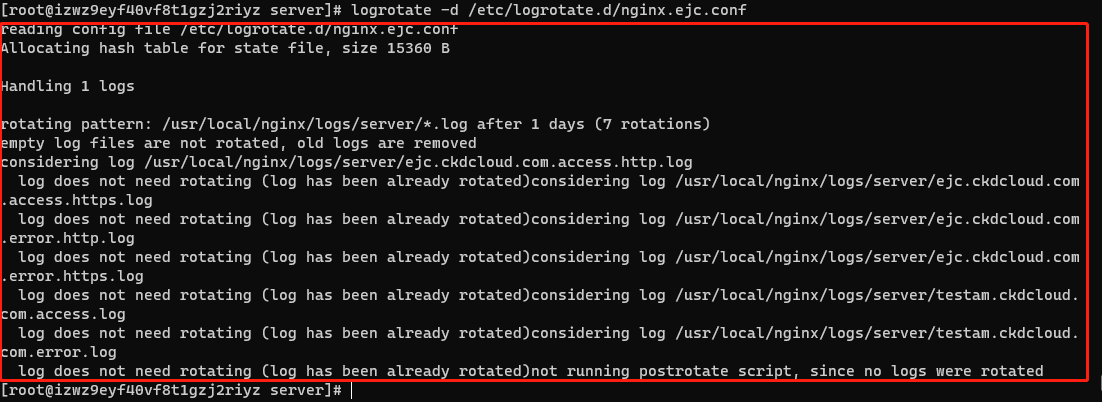 [root@izwz9eyf40vf8t1gzj2riyz server]# logrotate -d /etc/logrotate.d/nginx.ejc.conf
reading config file /etc/logrotate.d/nginx.ejc.conf
Allocating hash table for state file, size 15360 B
Handling 1 logs
rotating pattern: /usr/local/nginx/logs/server/*.log after 1 days (7 rotations)
empty log files are not rotated, old logs are removed
considering log /usr/local/nginx/logs/server/ejc.ckdcloud.com.access.http.log
  log does not need rotating (log has been already rotated)considering log /usr/local/nginx/logs/server/ejc.ckdcloud.com
.access.https.log
  log does not need rotating (log has been already rotated)considering log /usr/local/nginx/logs/server/ejc.ckdcloud.com
.error.http.log
  log does not need rotating (log has been already rotated)considering log /usr/local/nginx/logs/server/ejc.ckdcloud.com
.error.https.log
  log does not need rotating (log has been already rotated)considering log /usr/local/nginx/logs/server/testam.ckdcloud.
com.access.log
  log does not need rotating (log has been already rotated)considering log /usr/local/nginx/logs/server/testam.ckdcloud.
com.error.log
  log does not need rotating (log has been already rotated)not running postrotate script, since no logs were rotated
[root@izwz9eyf40vf8t1gzj2riyz server]#